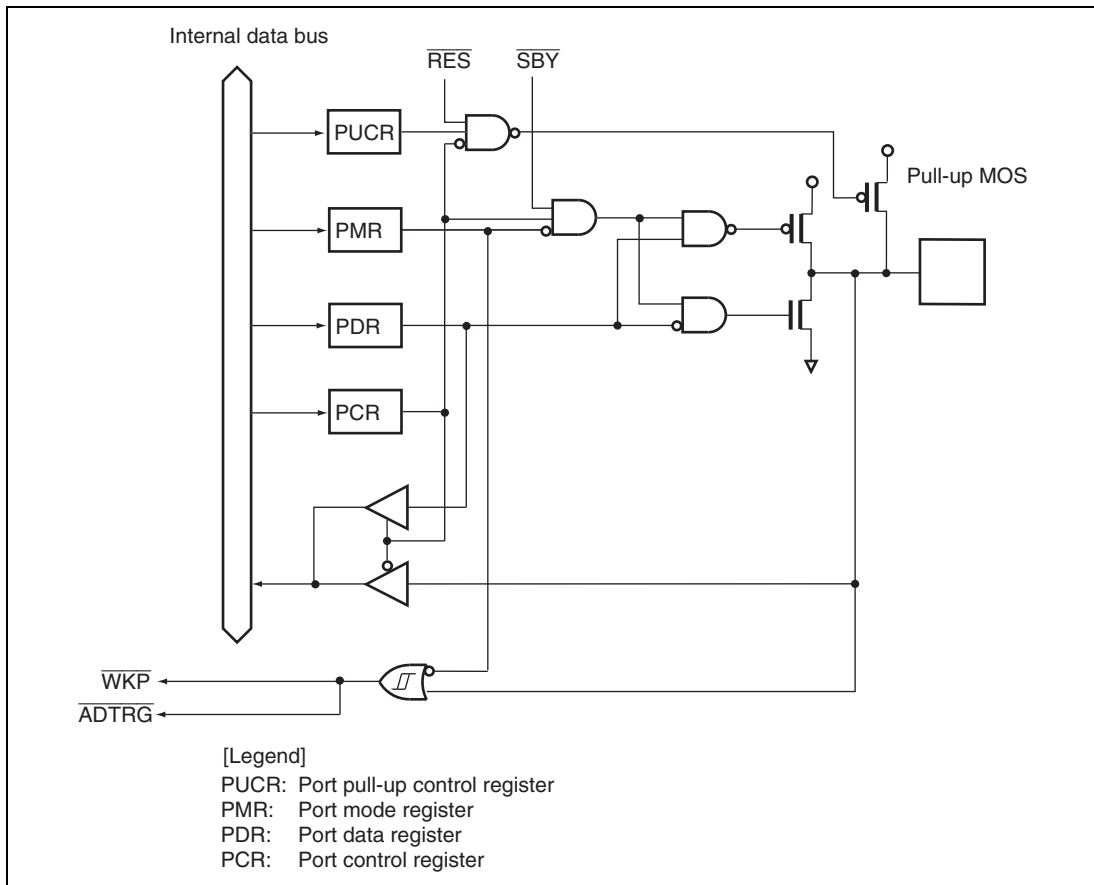 Internal data bus
RES SBY
PUCR
Pull-up MOS
PMR
PDR
PCR
WKP
ADTRG
[Legend]
PUCR: Port pull-up control register
PMR: Port mode register
PDR: Port data register
PCR: Port control register